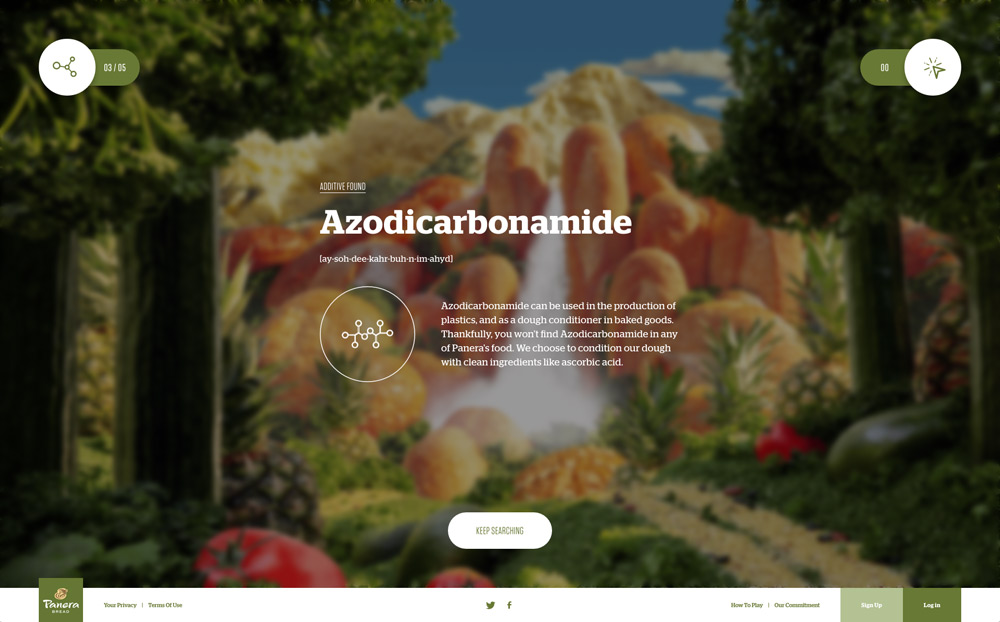 03 / 05
00
ADDITIVE FOUND
Azodicarbonamide
[ay-soh-dee-kahr-buh-n-im-ahyd]
Azodicarbonamide can be used in the production of
plastics, and as a dough conditioner in baked goods.
Thankfully, you won't find Azodicarbonamide in any
of Panera's food. We choose to condition our dough
with clean ingredients like ascorbic acid.
KEEP SEARCHING
Panera
BREAD
Your Privacy | Terms Of Use
How To Play | Our Commitment
Sign Up
Log in